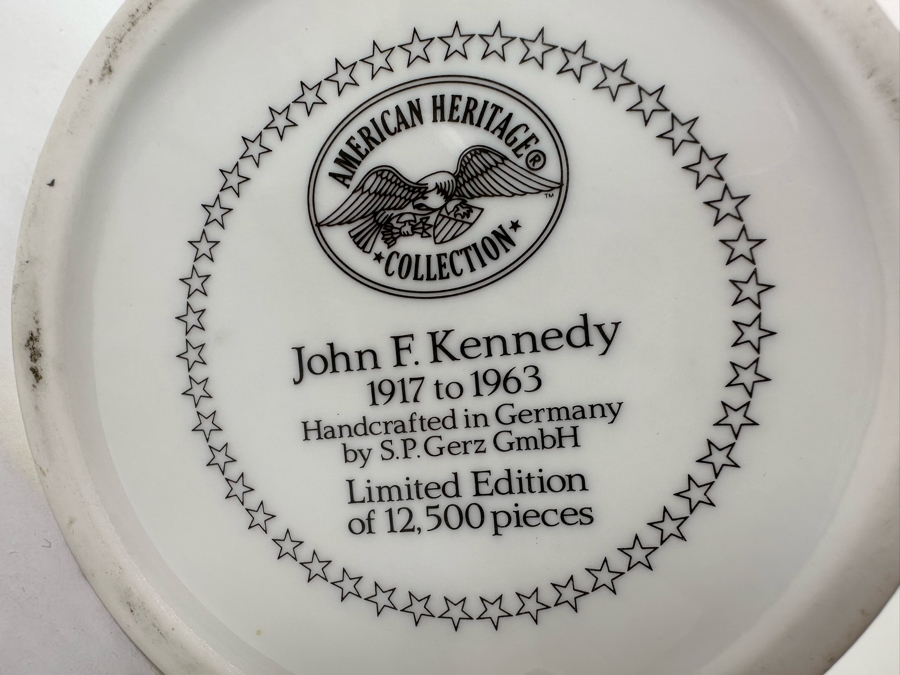 AMERICAN HERITAGE®
COLLECTION™
John F. Kennedy
1917 to 1963
Handcrafted in Germany
by S.P. Gerz GmbH
Limited Edition
of 12,500 pieces